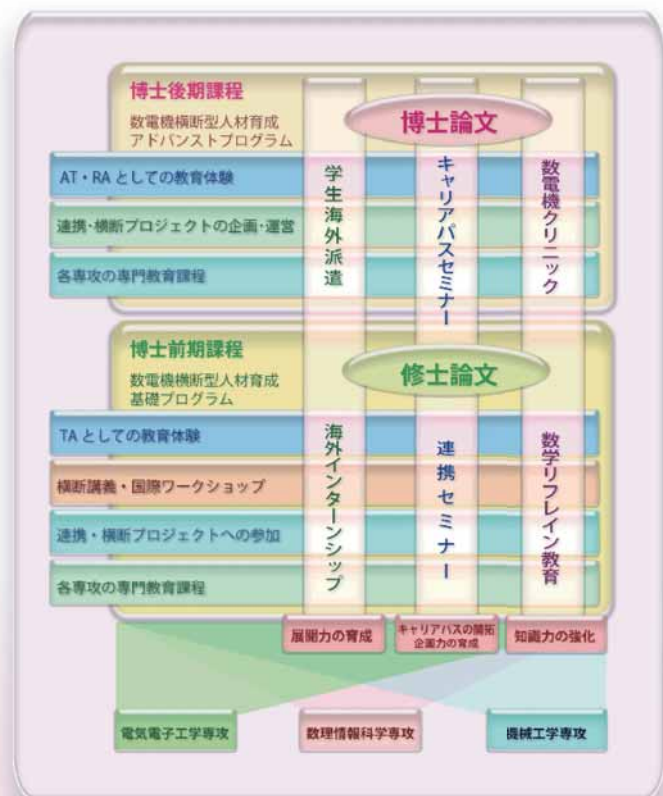 博士後期課程
数電機横断型人材育成
アドバンストプログラム
博士論文
AT・RAとしての教育体験
連携・横断プロジェクトの企画・運営
各専攻の専門教育課程
学生海外派遣
キャリアパスセミナー
数電機クリニック
博士前期課程
数電機横断型人材育成
基礎プログラム
修士論文
TAとしての教育体験
横断講義・国際ワークショップ
連携・横断プロジェクトへの参加
各専攻の専門教育課程
海外インターンシップ
連携セミナー
数学リフレイン教育
展開力の育成
キャリアパスの開拓
企画力の育成
知識力の強化
電気電子工学専攻
数理情報科学専攻
機械工学専攻